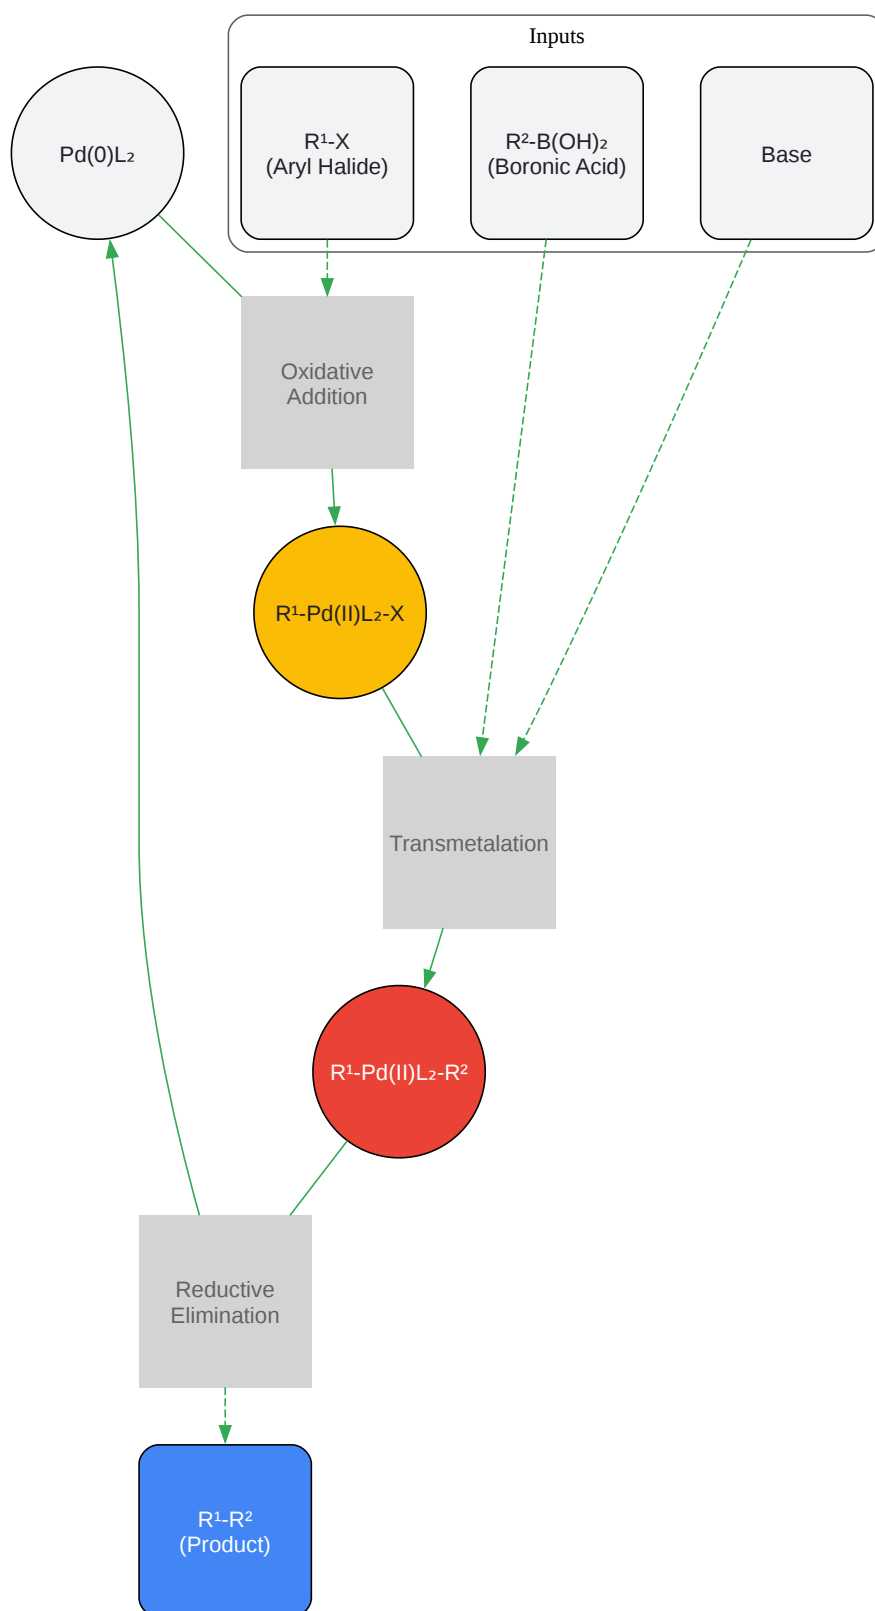 Inputs
Pd(0)L₂
R¹-X
(Aryl Halide)
R²-B(OH)₂
(Boronic Acid)
Base
Oxidative
Addition
R¹-Pd(II)L₂-X
Transmetalation
R¹-Pd(II)L₂-R²
Reductive
Elimination
R¹-R²
(Product)